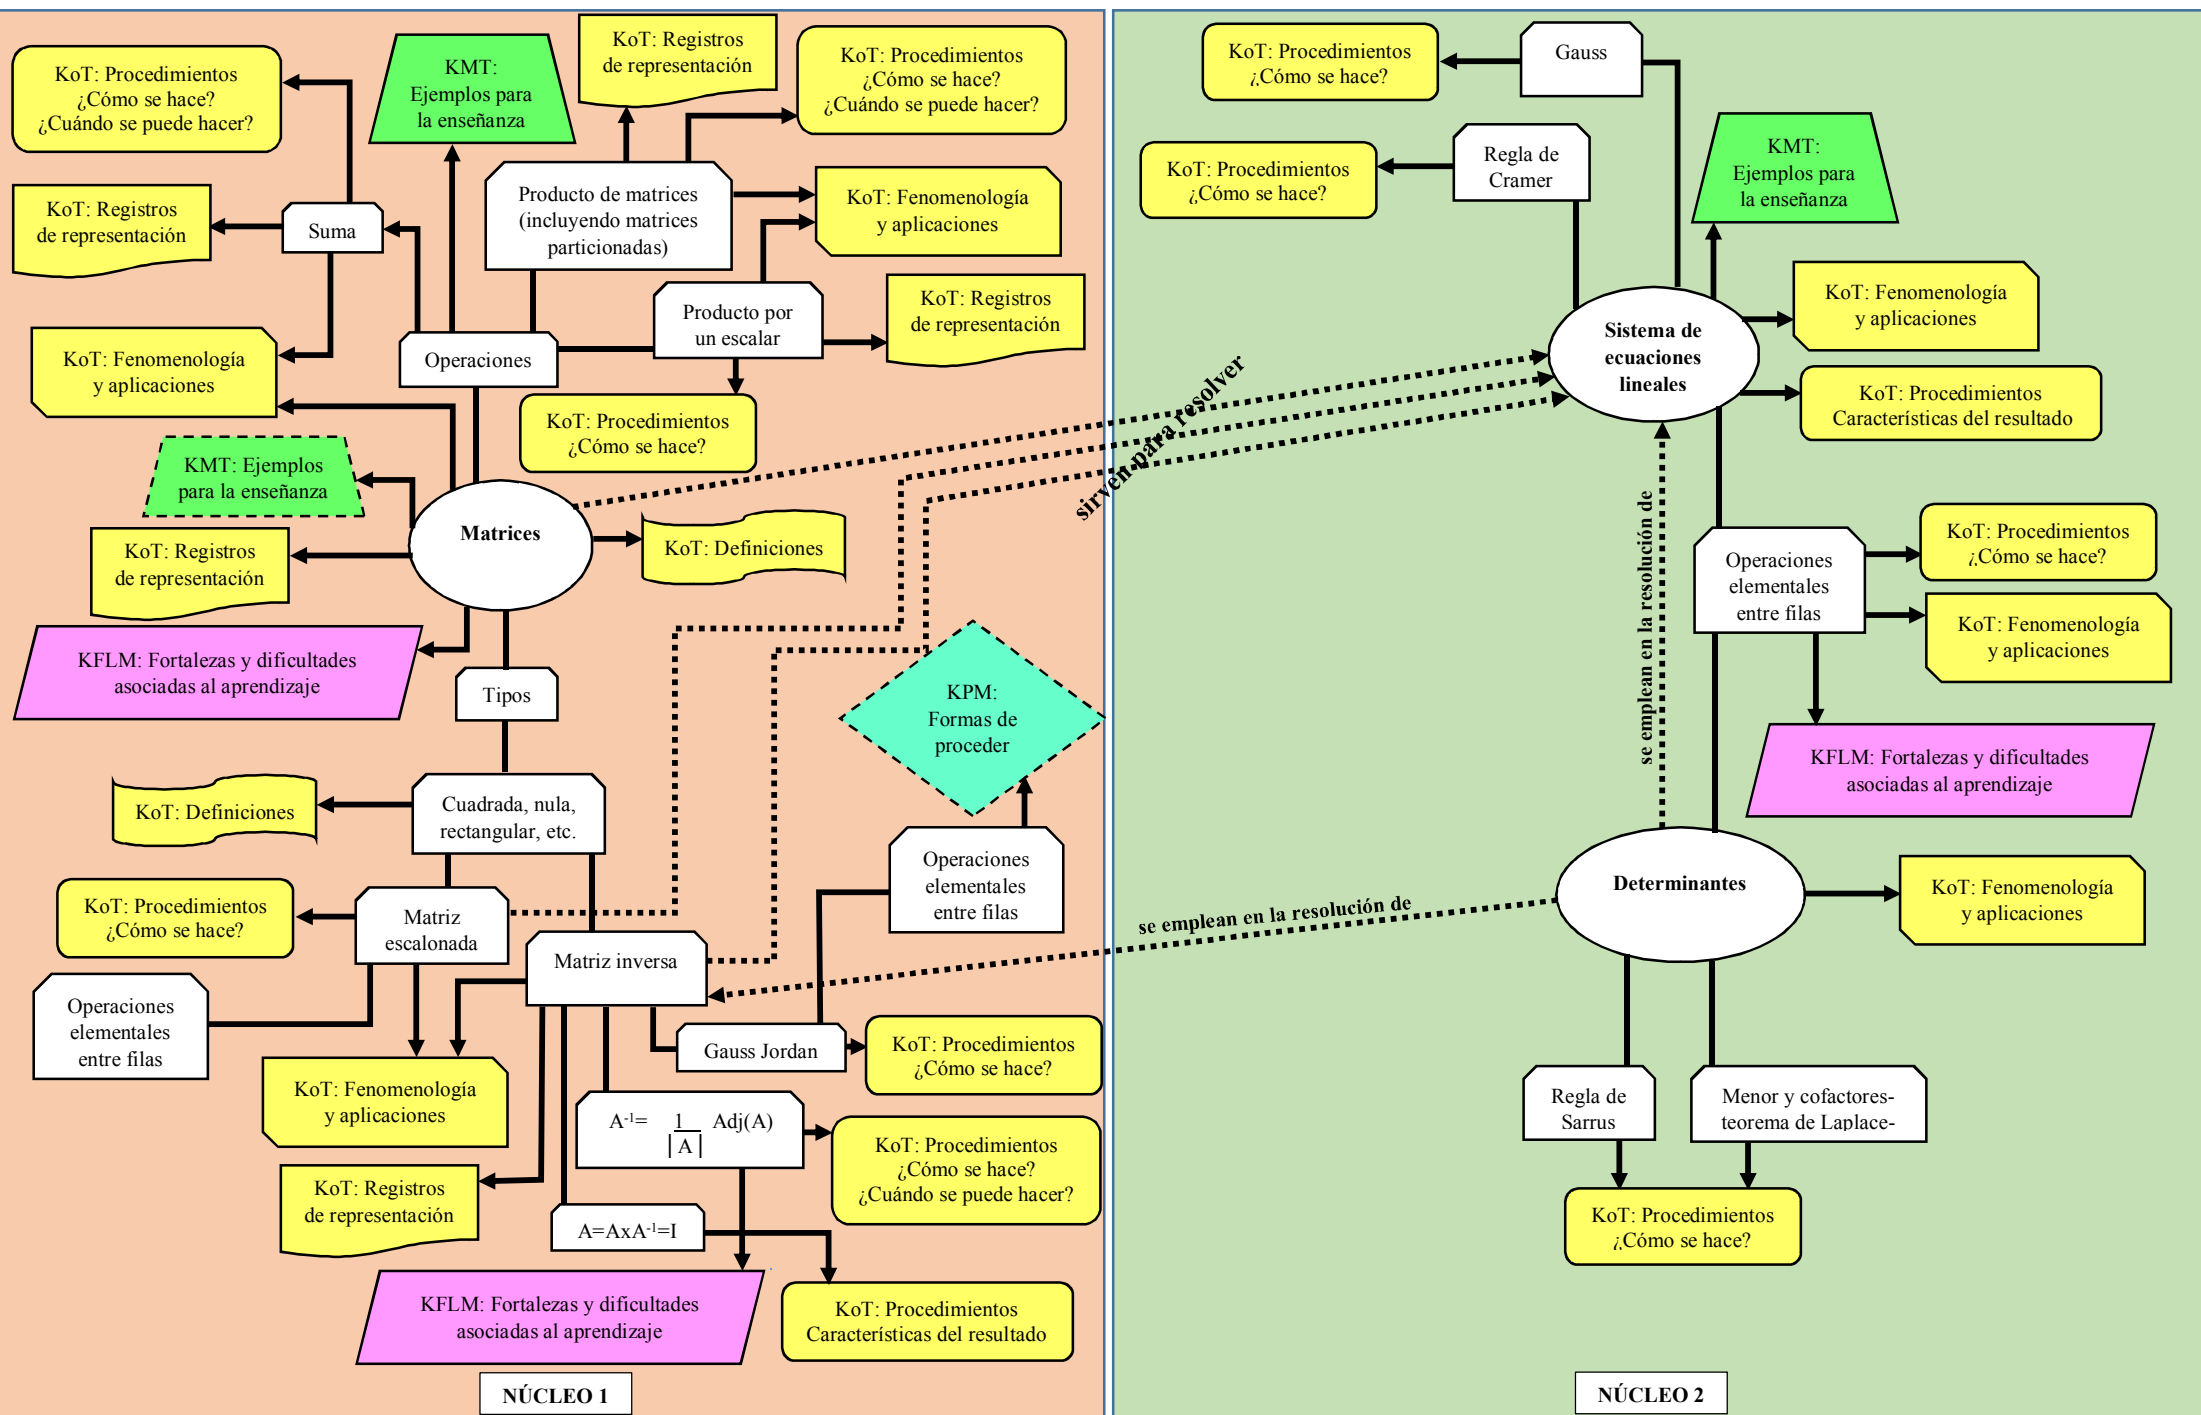 KoT: Procedimientos
¿Cómo se hace?
¿Cuándo se puede hacer?
KMT:
Ejemplos para
la enseñanza
KoT: Registros
de representación
KoT: Procedimientos
¿Cómo se hace?
¿Cuándo se puede hacer?
KoT: Registros
de representación
Suma
Producto de matrices
(incluyendo matrices
particionadas)
KoT: Fenomenología
y aplicaciones
KoT: Fenomenología
y aplicaciones
Operaciones
Producto por
un escalar
KoT: Registros
de representación
KoT: Procedimientos
¿Cómo se hace?
KMT: Ejemplos
para la enseñanza
Matrices
KoT: Definiciones
KoT: Registros
de representación
KFLM: Fortalezas y dificultades
asociadas al aprendizaje
Tipos
KPM:
Formas de
proceder
KoT: Definiciones
Cuadrada, nula,
rectangular, etc.
Operaciones
elementales
entre filas
KoT: Procedimientos
¿Cómo se hace?
Matriz
escalonada
Matriz inversa
Operaciones
elementales
entre filas
Gauss Jordan
KoT: Procedimientos
¿Cómo se hace?
KoT: Fenomenología
y aplicaciones
A-1= 1 Adj(A)
|A|
KoT: Procedimientos
¿Cómo se hace?
¿Cuándo se puede hacer?
KoT: Registros
de representación
A=AxA-1=I
KFLM: Fortalezas y dificultades
asociadas al aprendizaje
KoT: Procedimientos
Características del resultado
NÚCLEO 1
sirven para resolver
se emplean en la resolución de
KoT: Procedimientos
¿Cómo se hace?
Gauss
KoT: Procedimientos
¿Cómo se hace?
Regla de
Cramer
KMT:
Ejemplos para
la enseñanza
Sistema de
ecuaciones
lineales
KoT: Fenomenología
y aplicaciones
KoT: Procedimientos
Características del resultado
se emplean en la resolución de
Operaciones
elementales
entre filas
KoT: Procedimientos
¿Cómo se hace?
KoT: Fenomenología
y aplicaciones
KFLM: Fortalezas y dificultades
asociadas al aprendizaje
Determinantes
KoT: Fenomenología
y aplicaciones
Regla de
Sarrus
Menor y cofactores-
teorema de Laplace-
KoT: Procedimientos
¿Cómo se hace?
NÚCLEO 2